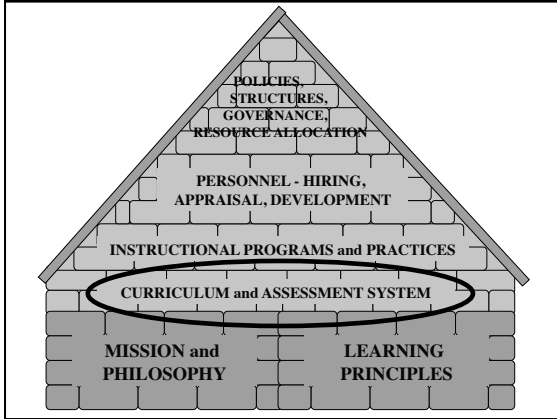 POLICIES,
STRUCTURES,
GOVERNANCE,
RESOURCE ALLOCATION
PERSONNEL - HIRING,
APPRAISAL, DEVELOPMENT
INSTRUCTIONAL PROGRAMS and PRACTICES
CURRICULUM and ASSESSMENT SYSTEM
MISSION and
PHILOSOPHY
LEARNING
PRINCIPLES